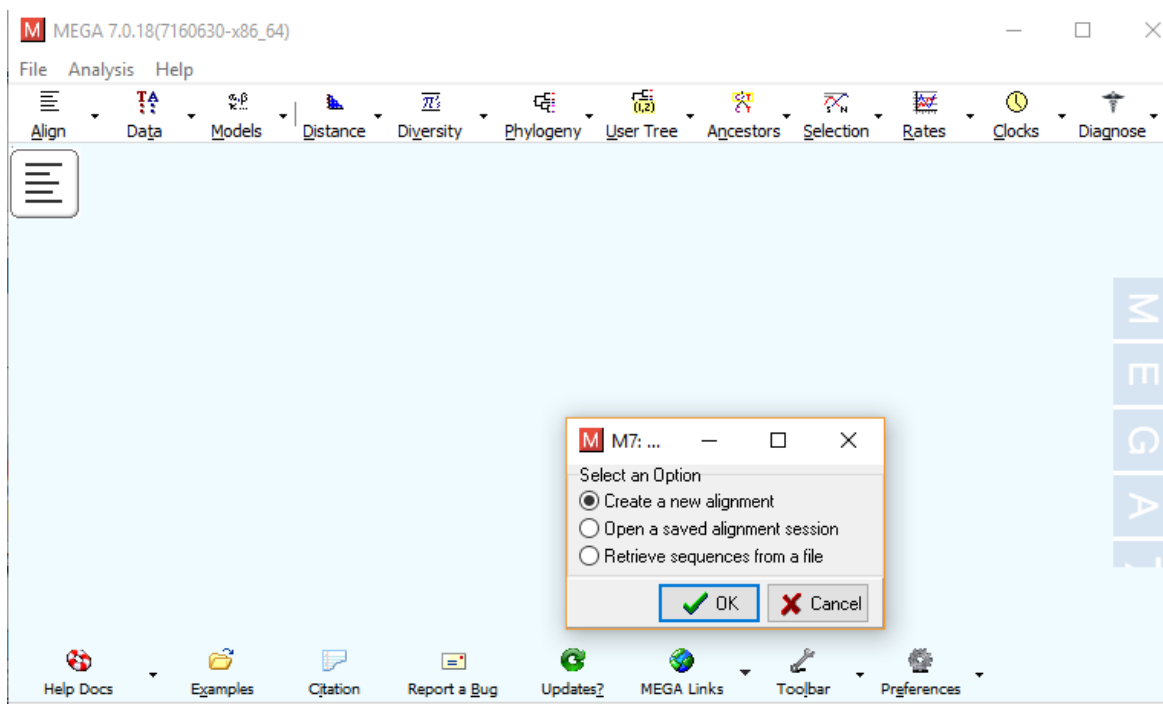 M MEGA 7.0.18(7160630-x86_64)
File Analysis Help
Align Data Models Distance Diversity Phylogeny User Tree Ancestors Selection Rates Clocks Diagnose
M E G A
M M7: ...
Select an Option
Create a new alignment
Open a saved alignment session
Retrieve sequences from a file
OK Cancel
Help Docs Examples Citation Report a Bug Updates? MEGA Links Toolbar Preferences